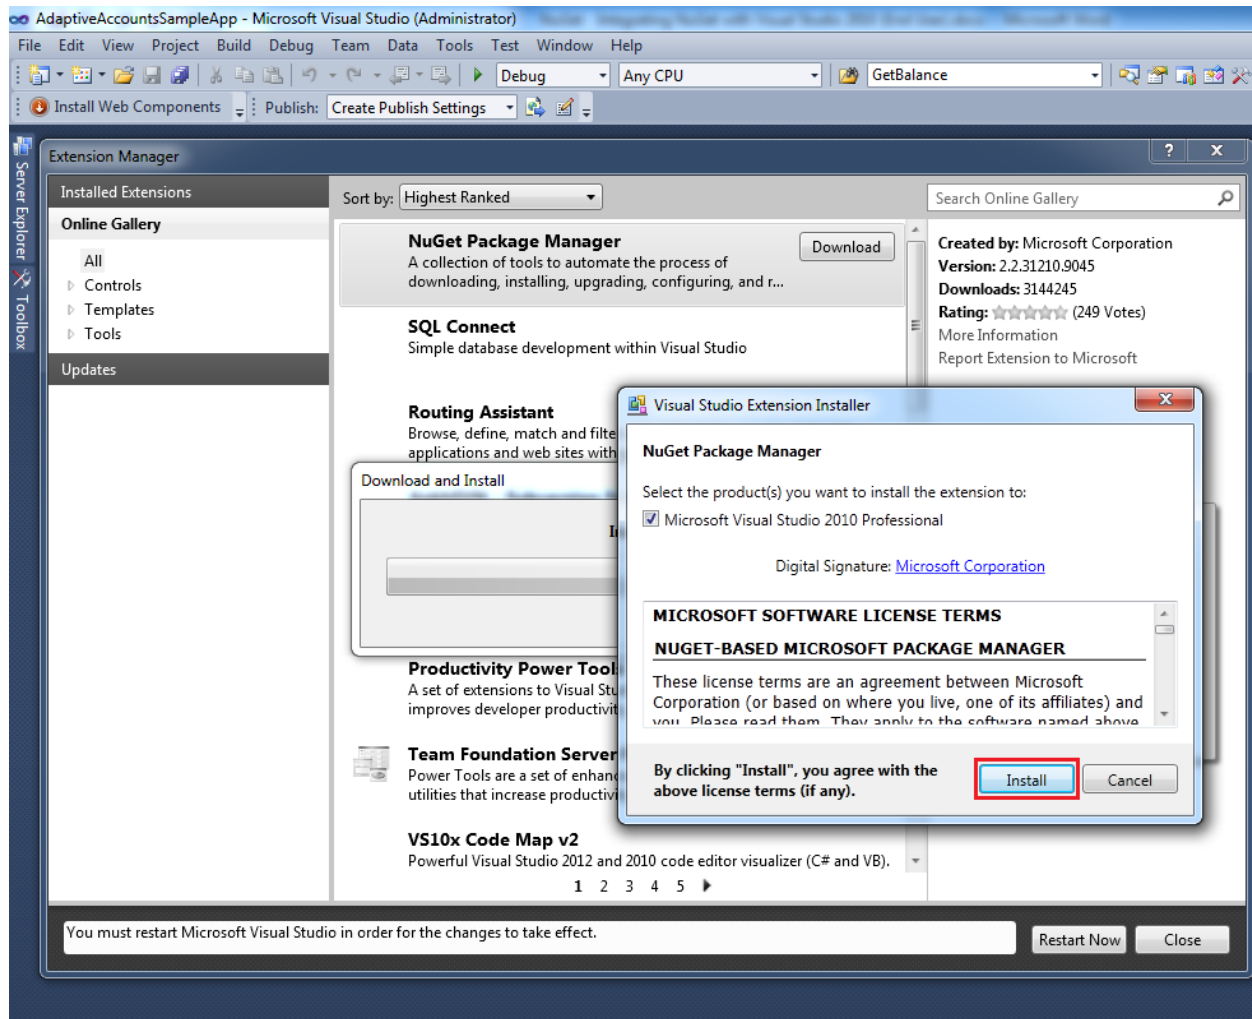 AdaptiveAccountsSampleApp - Microsoft Visual Studio (Administrator)
File Edit View Project Build Debug Team Data Tools Test Window Help
Debug Any CPU GetBalance
Install Web Components Publish: Create Publish Settings
Server Explorer
Toolbox
Extension Manager
Installed Extensions
Online Gallery
All
Controls
Templates
Tools
Updates
Sort by: Highest Ranked
NuGet Package Manager
Download
A collection of tools to automate the process of
downloading, installing, upgrading, configuring, and r...
SQL Connect
Simple database development within Visual Studio
Routing Assistant
Browse, define, match and filte
applications and web sites with
Download and Install
Productivity Power Tool
A set of extensions to Visual Stu
improves developer productivit
Team Foundation Server
Power Tools are a set of enhanc
utilities that increase productivi
VS10x Code Map v2
Powerful Visual Studio 2012 and 2010 code editor visualizer (C# and VB).
1 2 3 4 5
Search Online Gallery
Created by: Microsoft Corporation
Version: 2.2.31210.9045
Downloads: 3144245
Rating: (249 Votes)
More Information
Report Extension to Microsoft
Visual Studio Extension Installer
NuGet Package Manager
Select the product(s) you want to install the extension to:
Microsoft Visual Studio 2010 Professional
Digital Signature: Microsoft Corporation
MICROSOFT SOFTWARE LICENSE TERMS
NUGET-BASED MICROSOFT PACKAGE MANAGER
These license terms are an agreement between Microsoft
Corporation (or based on where you live, one of its affiliates) and
you. Please read them. They apply to the software named above
By clicking "Install", you agree with the
above license terms (if any).
Install Cancel
You must restart Microsoft Visual Studio in order for the changes to take effect.
Restart Now Close